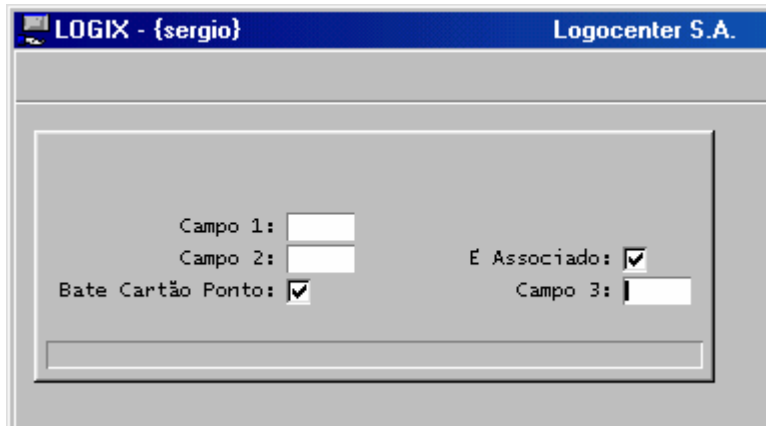 LOGIX - {sergio} Logocenter S.A.
Campo 1:
Campo 2: É Associado:
Bate Cartão Ponto: Campo 3: